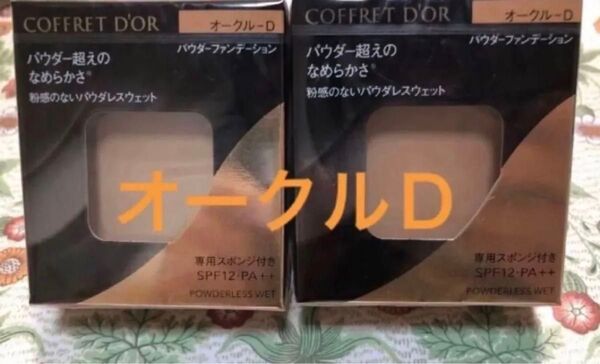 COFFRET D'OR
オークル-D
パウダーファンデーション
パウダー超えの
なめらかさ※
粉感のないパウダレスウェット
専用スポンジ付き
SPF12・PA++
POWDERLESS WET
COFFRET D'OR
オークル-D
パウダーファンデーション
パウダー超えの
なめらかさ※
粉感のないパウダレスウェット
専用スポンジ付き
SPF12・PA++
POWDERLESS WET
オークルD